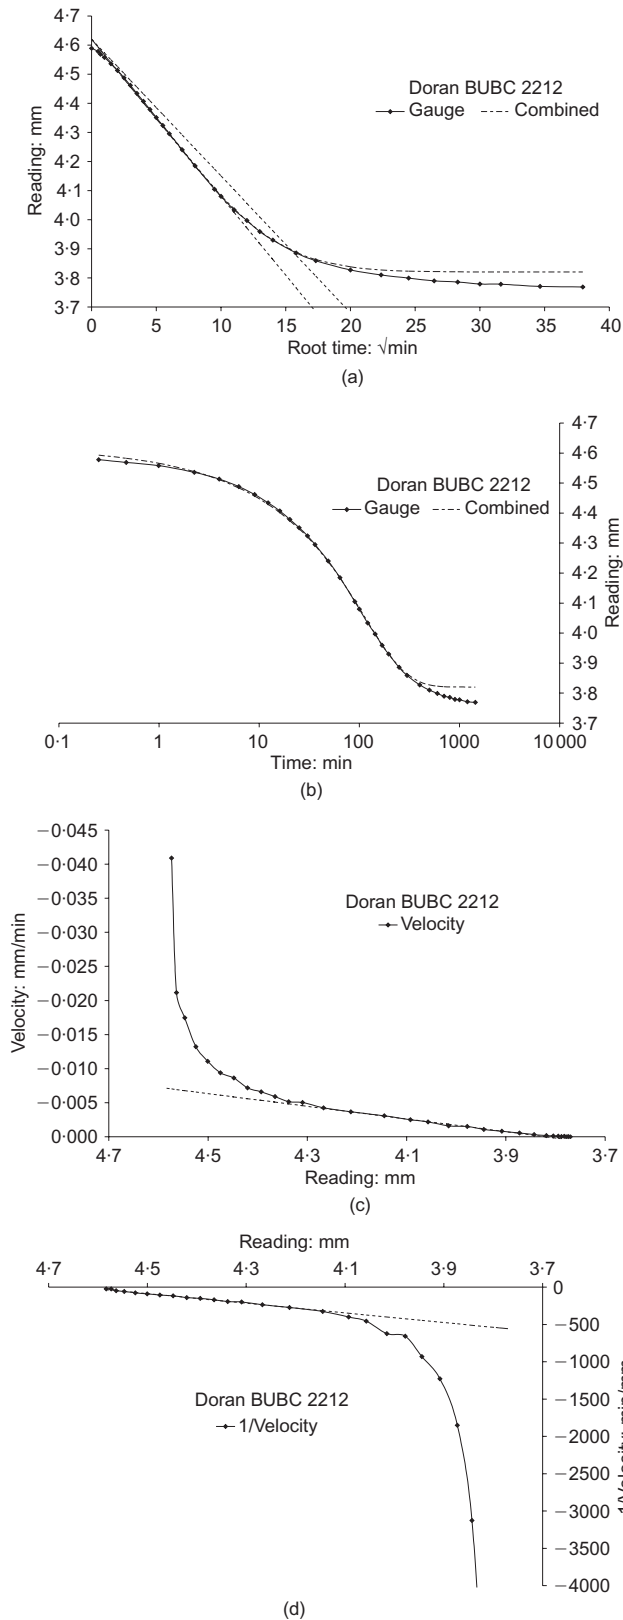 4·7
4·6
4·5
4·4
4·3
4·2
4·1
4·0
3·9
3·8
3·7
Reading: mm
Doran BUBC 2212
Gauge Combined
0 5 10 15 20 25 30 35 40
Root time: √min
(a)
4·7
4·6
4·5
4·4
4·3
4·2
4·1
4·0
3·9
3·8
3·7
Reading: mm
Doran BUBC 2212
Gauge Combined
0·1 1 10 100 1000 10 000
Time: min
(b)
−0·045
−0·040
−0·035
−0·030
−0·025
−0·020
−0·015
−0·010
−0·005
0·000
Velocity: mm/min
Doran BUBC 2212
Velocity
4·7 4·5 4·3 4·1 3·9 3·7
Reading: mm
(c)
Reading: mm
4·7 4·5 4·3 4·1 3·9 3·7
0
−500
−1000
−1500
−2000
−2500
−3000
−3500
−4000
Doran BUBC 2212
1/Velocity
(d)